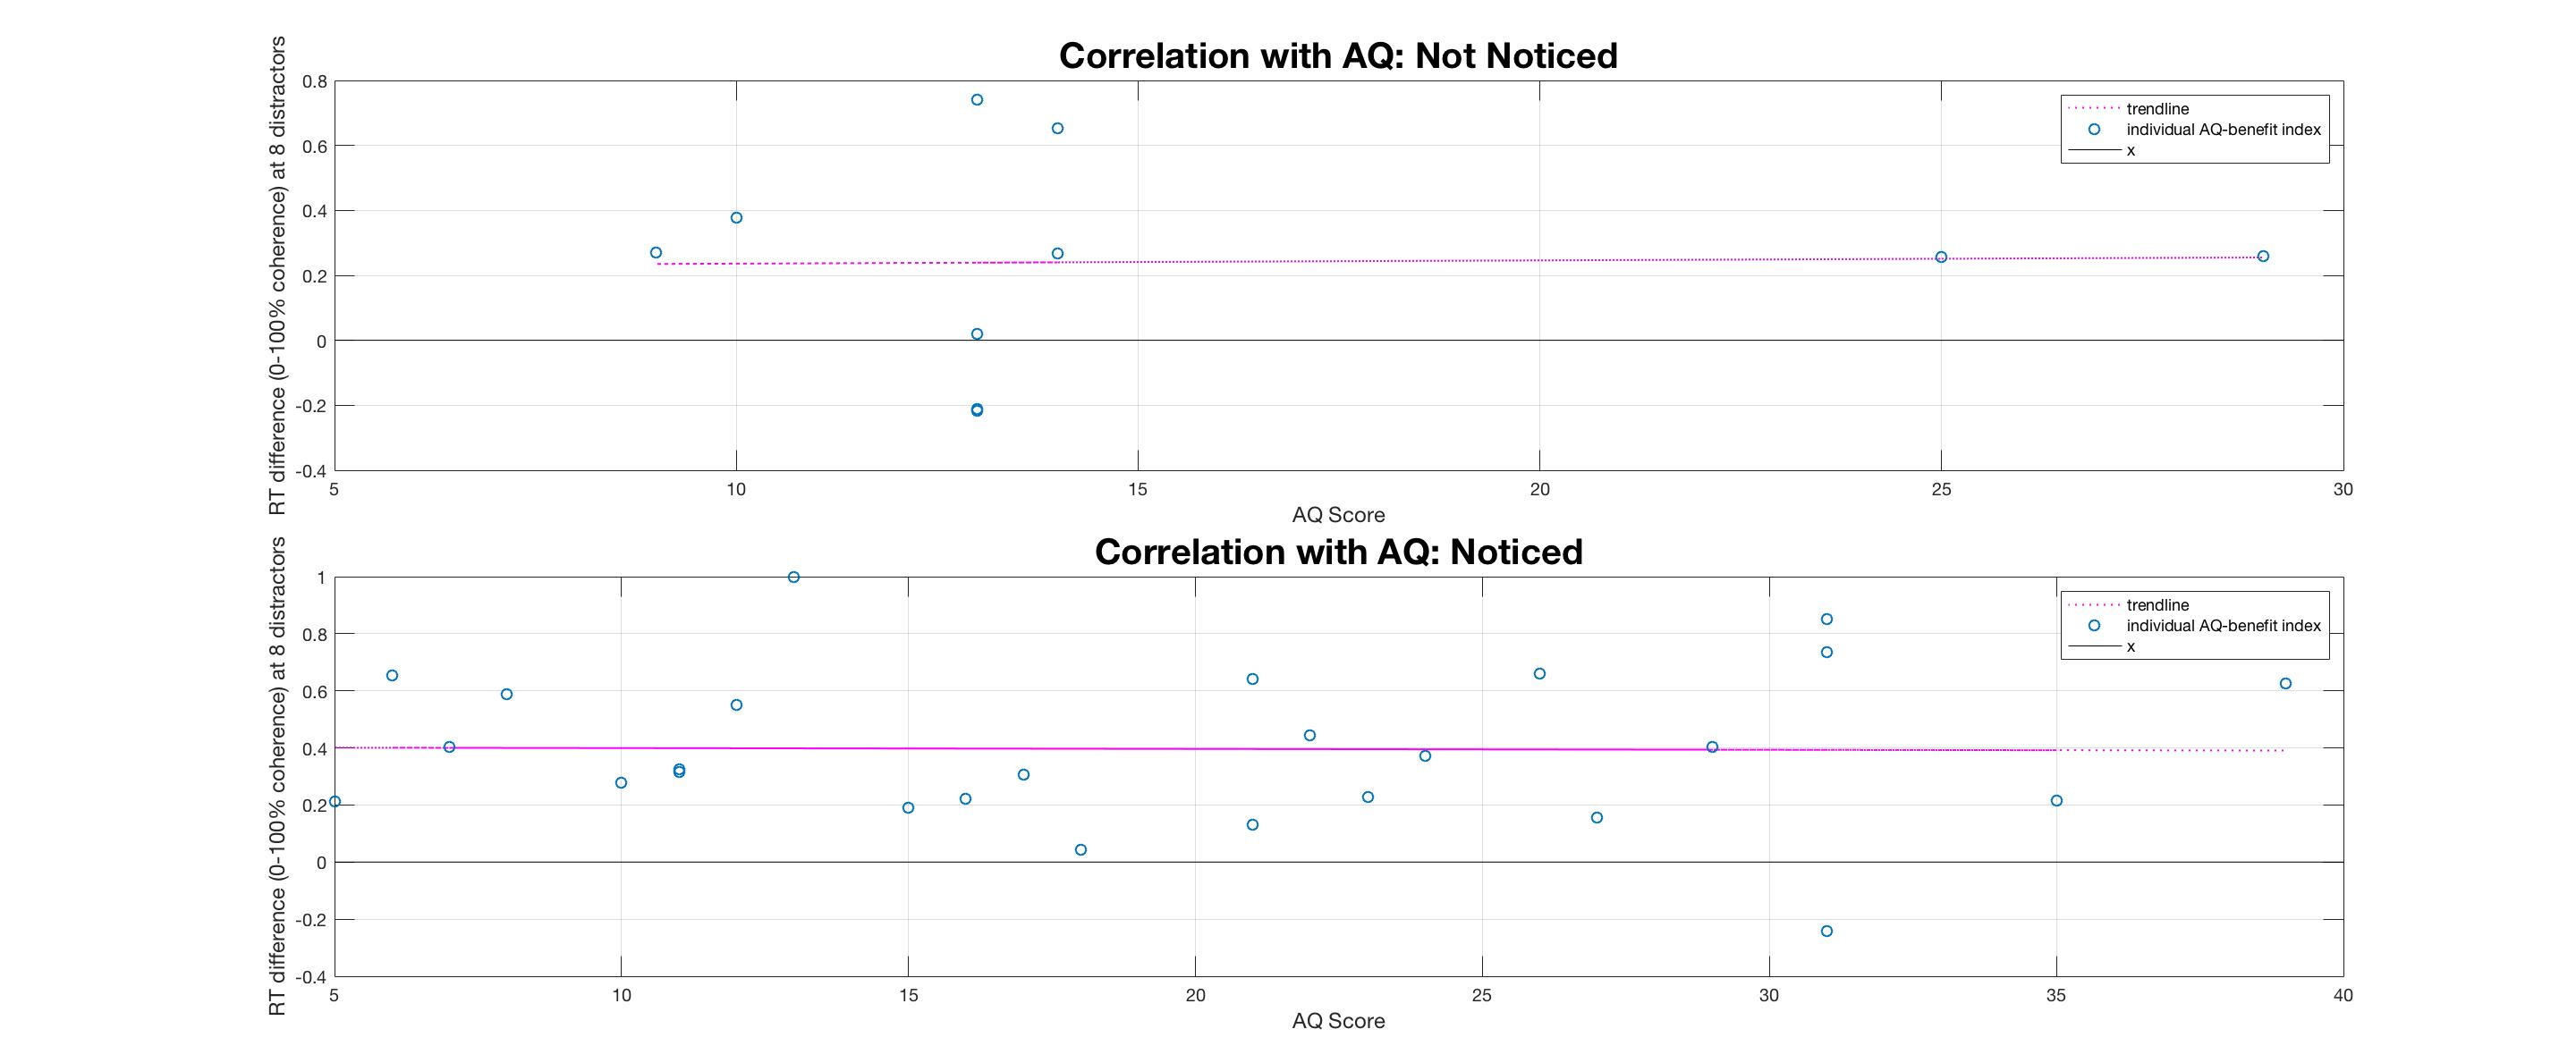 Correlation with AQ: Not Noticed
RT difference (0-100% coherence) at 8 distractors
0.8
0.6
0.4
0.2
0
-0.2
-0.4
5
10
15
20
25
30
AQ Score
trendline
individual AQ-benefit index
x
Correlation with AQ: Noticed
RT difference (0-100% coherence) at 8 distractors
1
0.8
0.6
0.4
0.2
0
-0.2
-0.4
5
10
15
20
25
30
35
40
AQ Score
trendline
individual AQ-benefit index
x